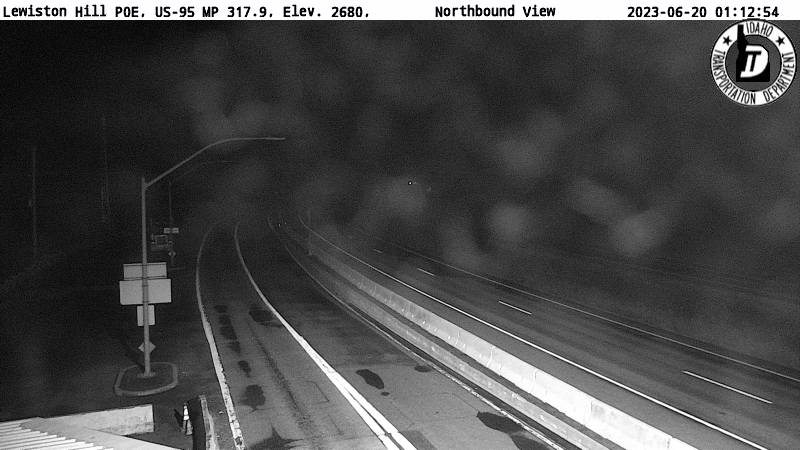 Lewiston Hill POE, US-95 MP 317.9, Elev. 2680, Northbound View 2023-06-20 01:12:54
IDAHO
TRANSPORTATION DEPARTMENT